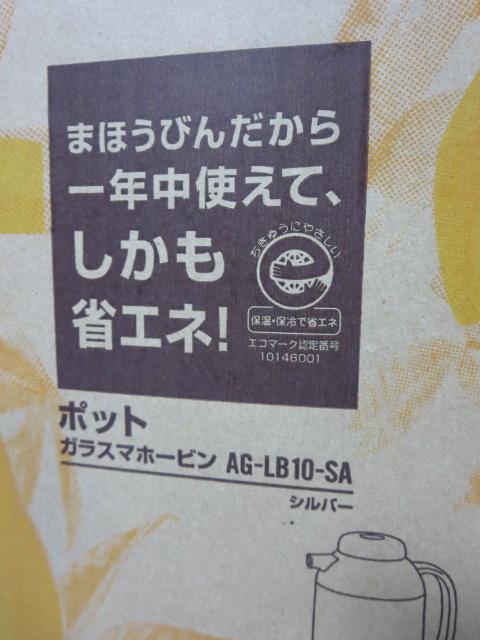 まほうびんだから
一年中使えて、
しかも
省エネ!
ちきゅうにやさしい
保温・保冷で省エネ
エコマーク認定番号
10146001
ポット
ガラスマホービン AG-LB10-SA
シルバー